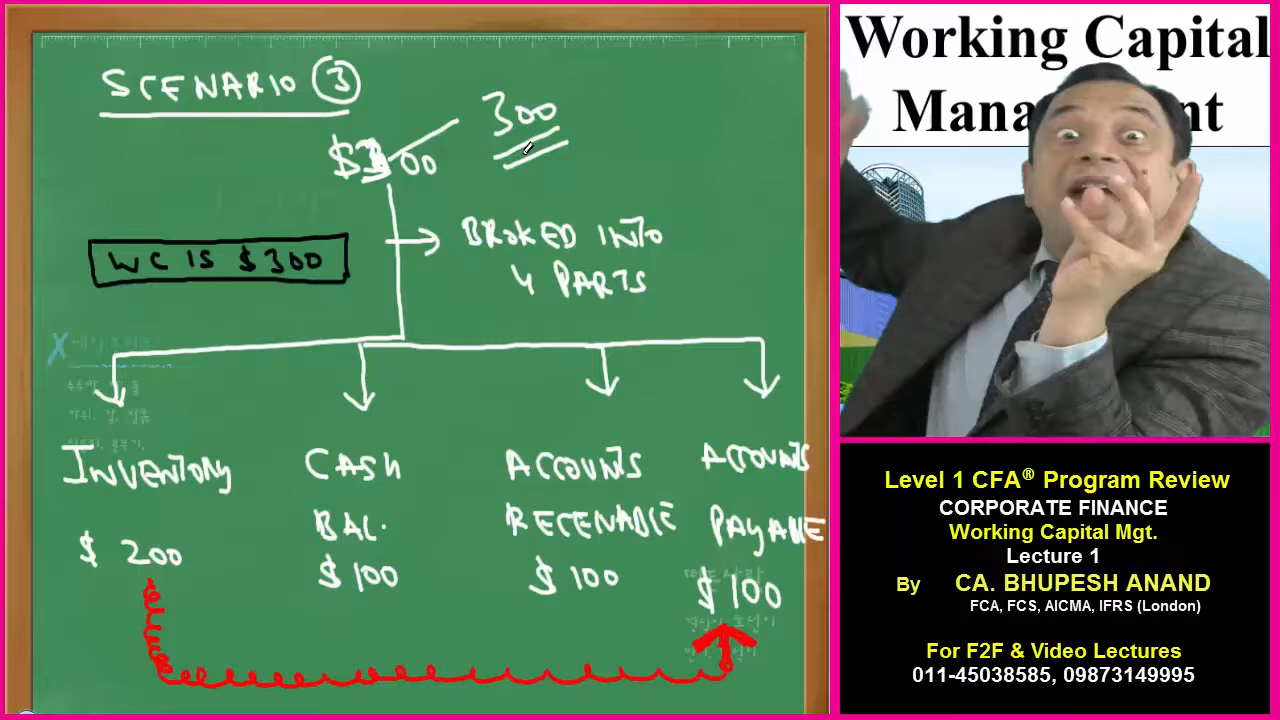 SCENARIO 3
300
$300
BROKED INTO
4 PARTS
WC IS $300
INVENTORY
$ 200
CASH
BAL.
$ 100
ACCOUNTS
RECEIVABLE
$ 100
ACCOUNTS
PAYABLE
$ 100
Working Capital
Management
Level 1 CFA® Program Review
CORPORATE FINANCE
Working Capital Mgt.
Lecture 1
By CA. BHUPESH ANAND
FCA, FCS, AICMA, IFRS (London)
For F2F & Video Lectures
011-45038585, 09873149995